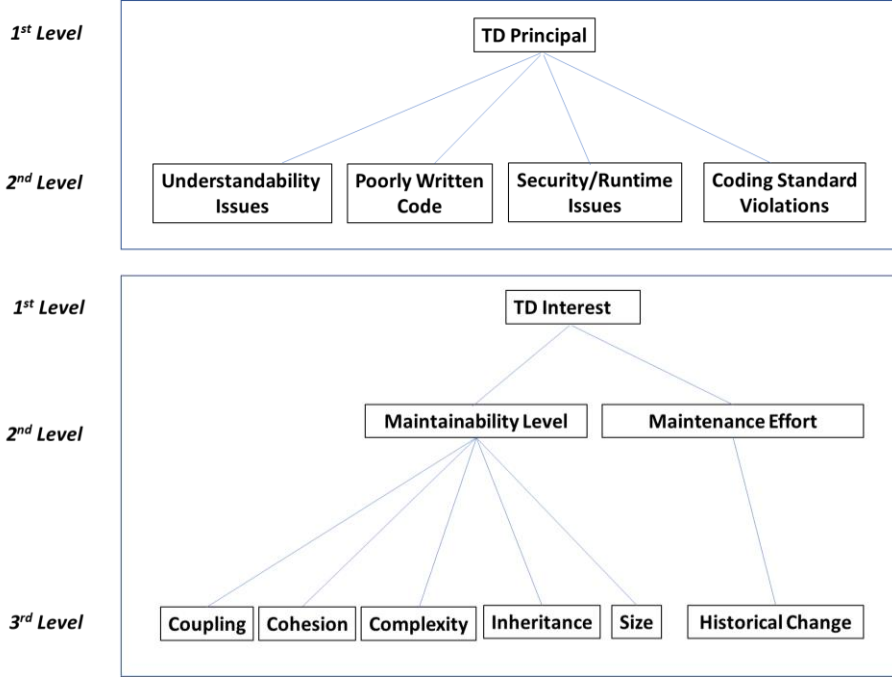 1st Level
TD Principal
2nd Level
Understandability
Issues
Poorly Written
Code
Security/Runtime
Issues
Coding Standard
Violations
1st Level
TD Interest
2nd Level
Maintainability Level
Maintenance Effort
3rd Level
Coupling
Cohesion
Complexity
Inheritance
Size
Historical Change